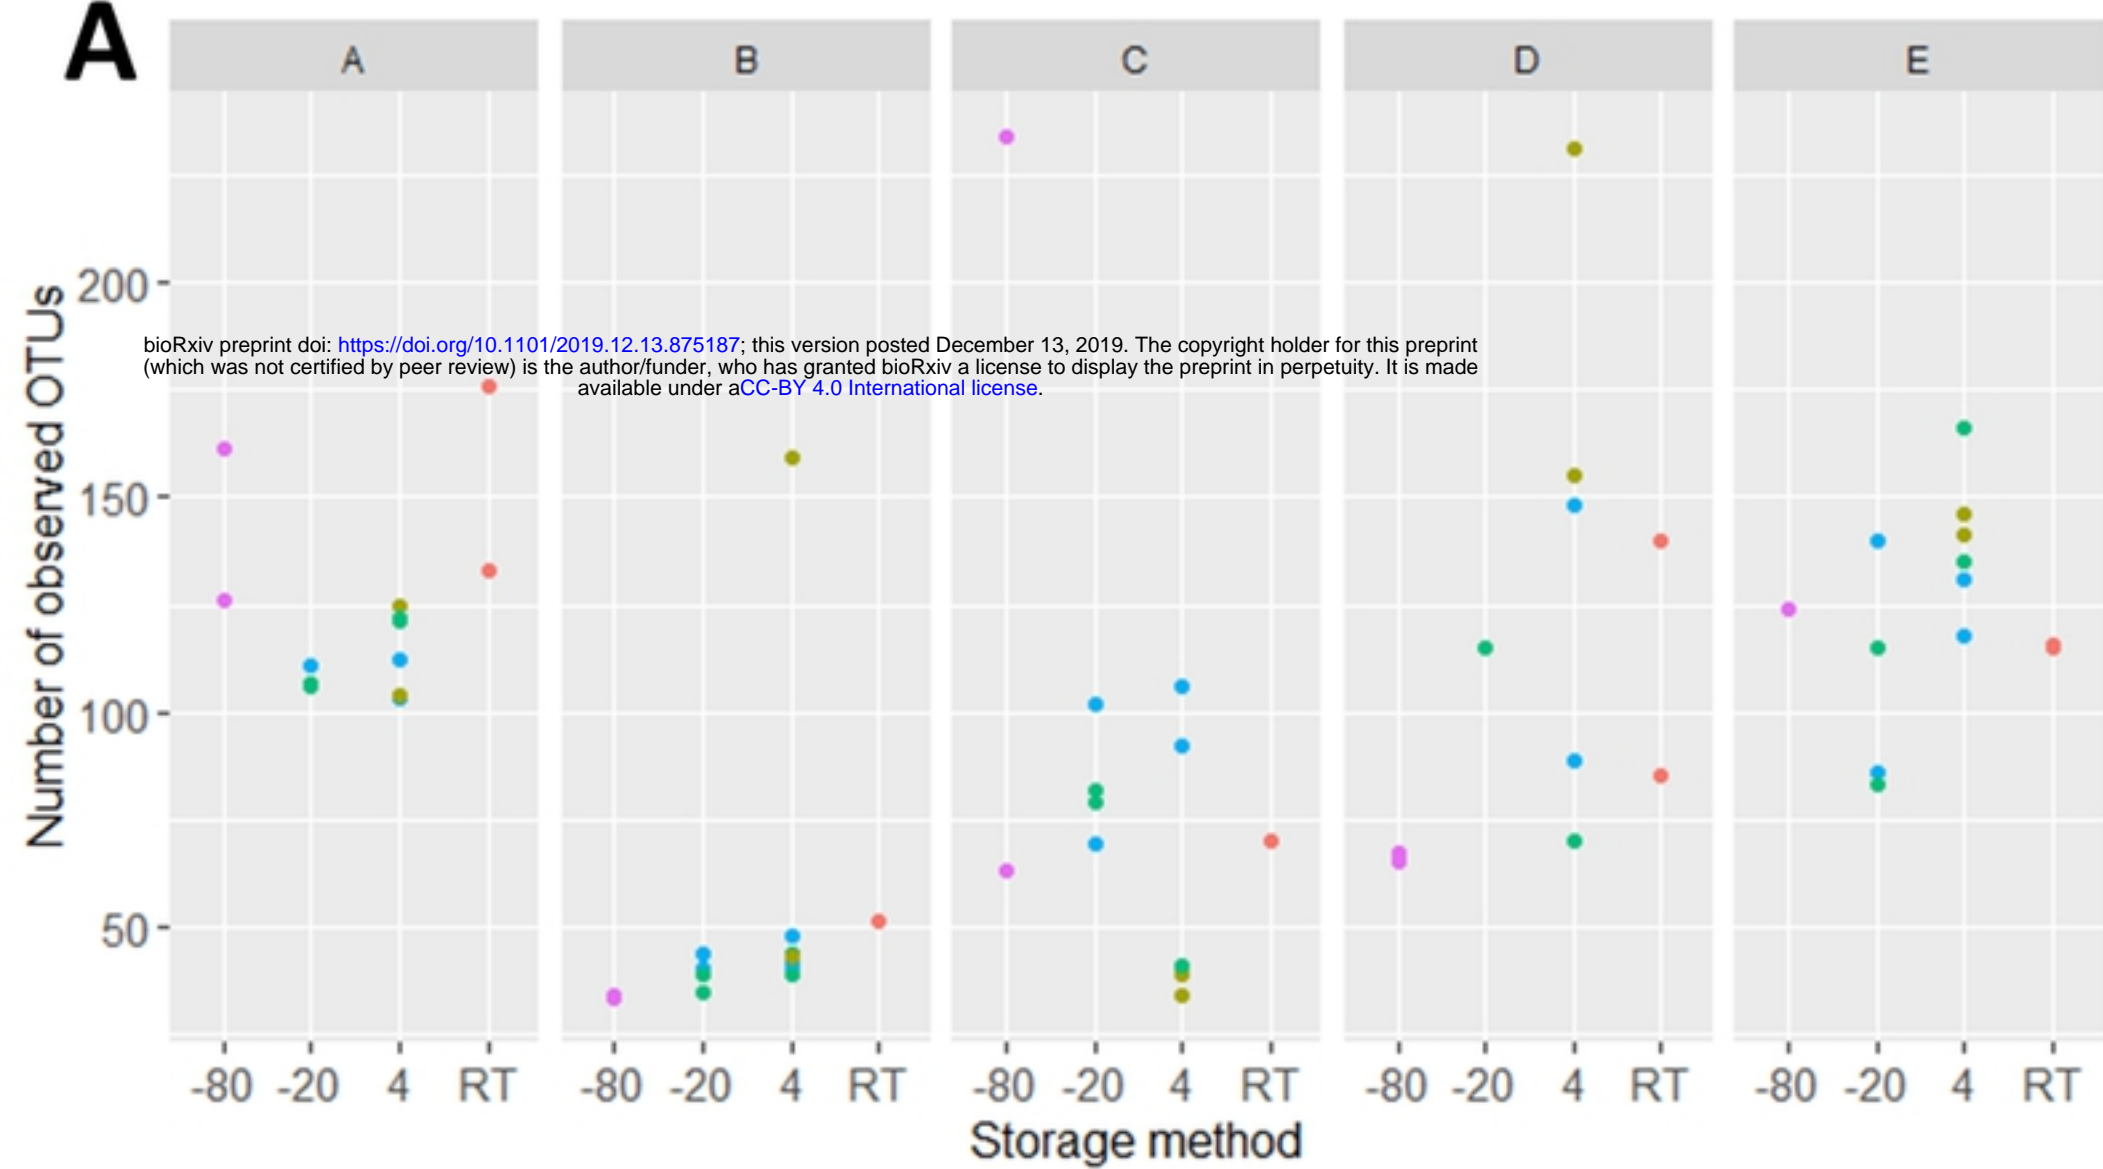 A
A B C D E
Number of observed OTUs
200
bioRxiv preprint doi: https://doi.org/10.1101/2019.12.13.875187; this version posted December 13, 2019. The copyright holder for this preprint
(which was not certified by peer review) is the author/funder, who has granted bioRxiv a license to display the preprint in perpetuity. It is made
available under aCC-BY 4.0 International license.
150
100
50
-80 -20 4 RT -80 -20 4 RT -80 -20 4 RT -80 -20 4 RT -80 -20 4 RT
Storage method